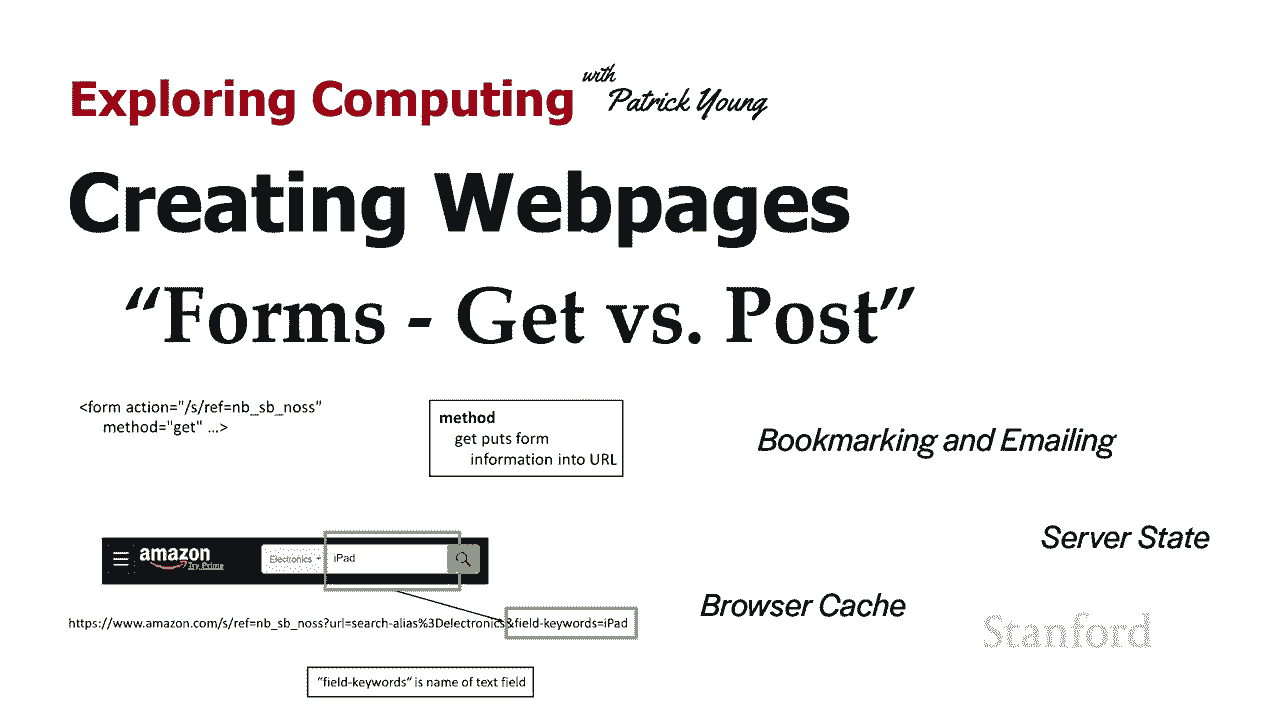 Exploring Computing with Patrick Young
Creating Webpages
“Forms - Get vs. Post”
<form action="/s/ref=nb_sb_noss"
method="get" ...>
method
get puts form
information into URL
Bookmarking and Emailing
Server State
amazon
Try Prime
Electronics
iPad
Browser Cache
https://www.amazon.com/s/ref=nb_sb_noss?url=search-alias%3Delectronics&field-keywords=iPad
Stanford
“field-keywords” is name of text field